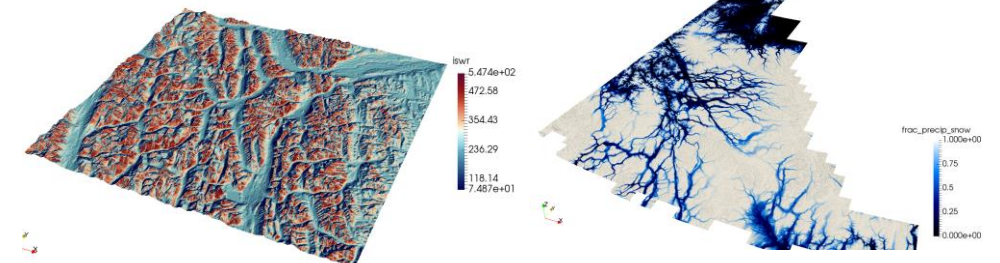 iswr
5.474e+02
472.58
354.43
236.29
118.14
7.487e+01
frac_precip_snow
1.000e+00
0.75
0.5
0.25
0.000e+00